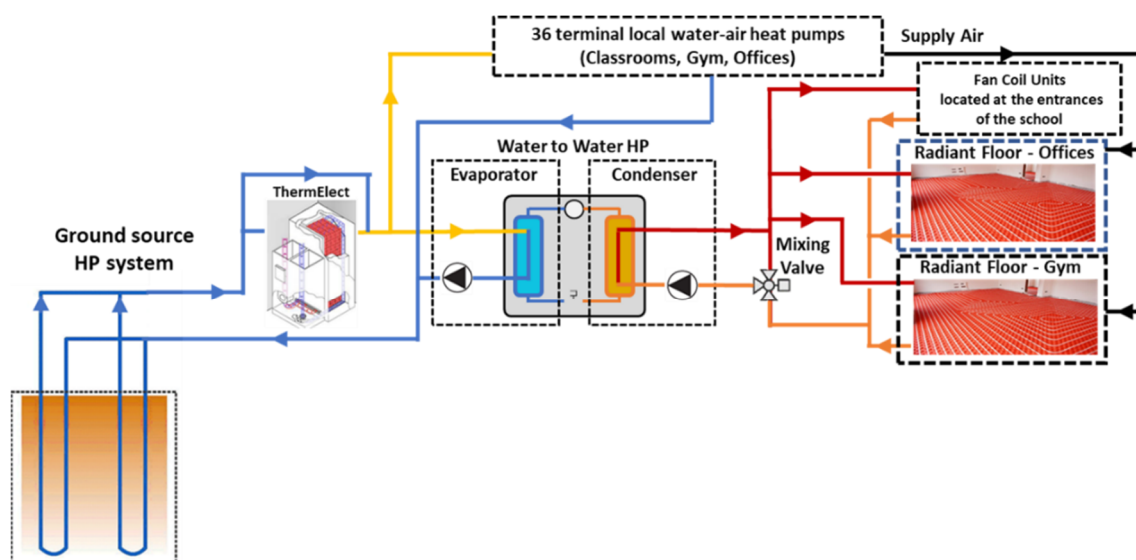 36 terminal local water-air heat pumps
(Classrooms, Gym, Offices)
Supply Air
Fan Coil Units
located at the entrances
of the school
Water to Water HP
Evaporator
Condenser
Radiant Floor - Offices
ThermElect
Ground source
HP system
Mixing
Valve
Radiant Floor - Gym